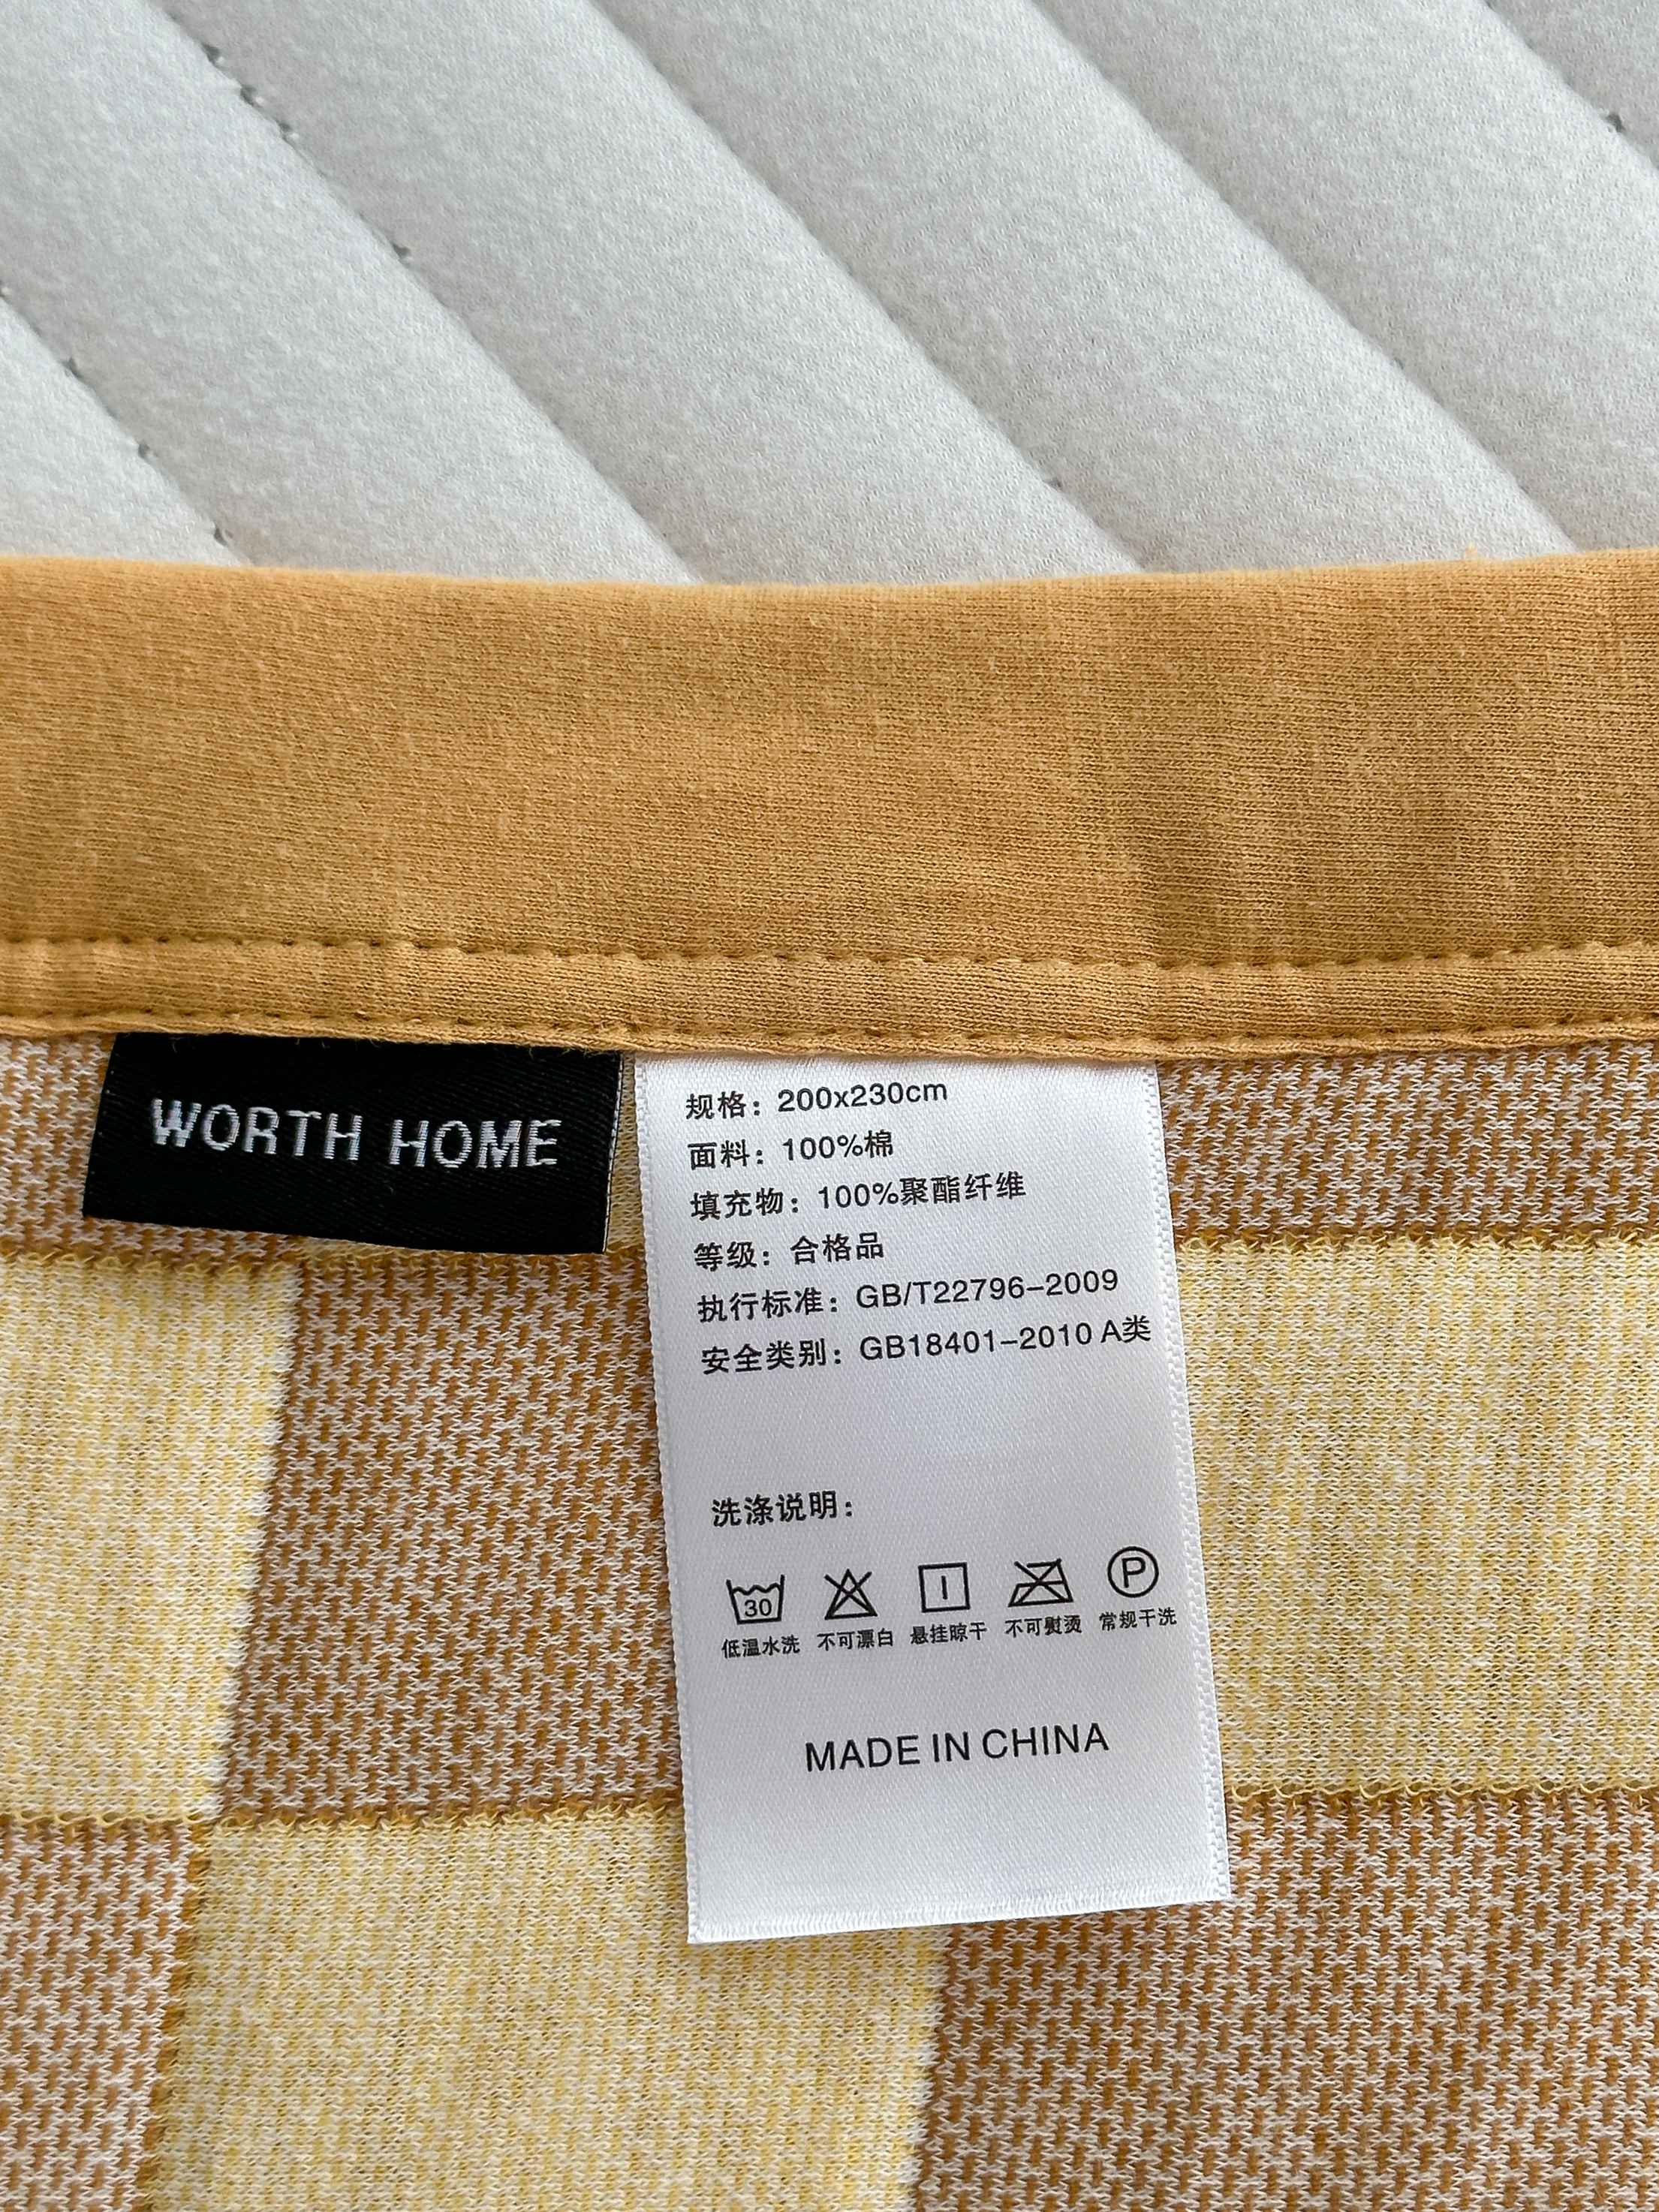 WORTH HOME
规格：200x230cm
面料：100%棉
填充物：100%聚酯纤维
等级：合格品
执行标准：GB/T22796-2009
安全类别：GB18401-2010 A类
洗涤说明：
30
P
低温水洗 不可漂白 悬挂晾干 不可熨烫 常规干洗
MADE IN CHINA